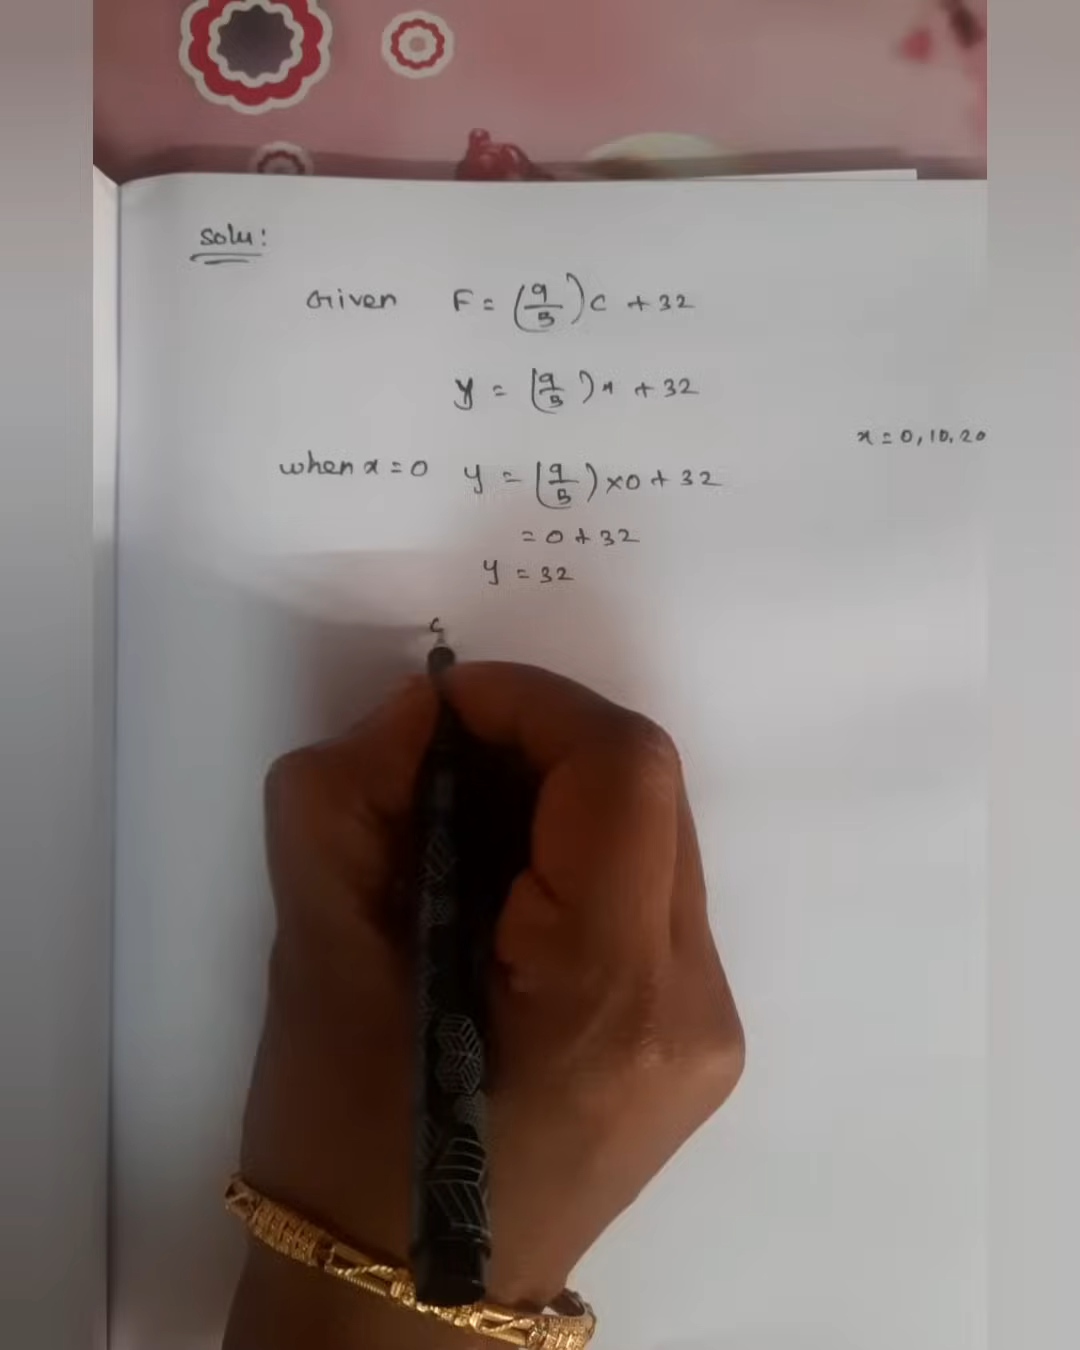 Solu:
Given F = (9/5)C + 32
y = (9/5)x + 32
x = 0, 10, 20
when x = 0 y = (9/5) × 0 + 32
= 0 + 32
y = 32